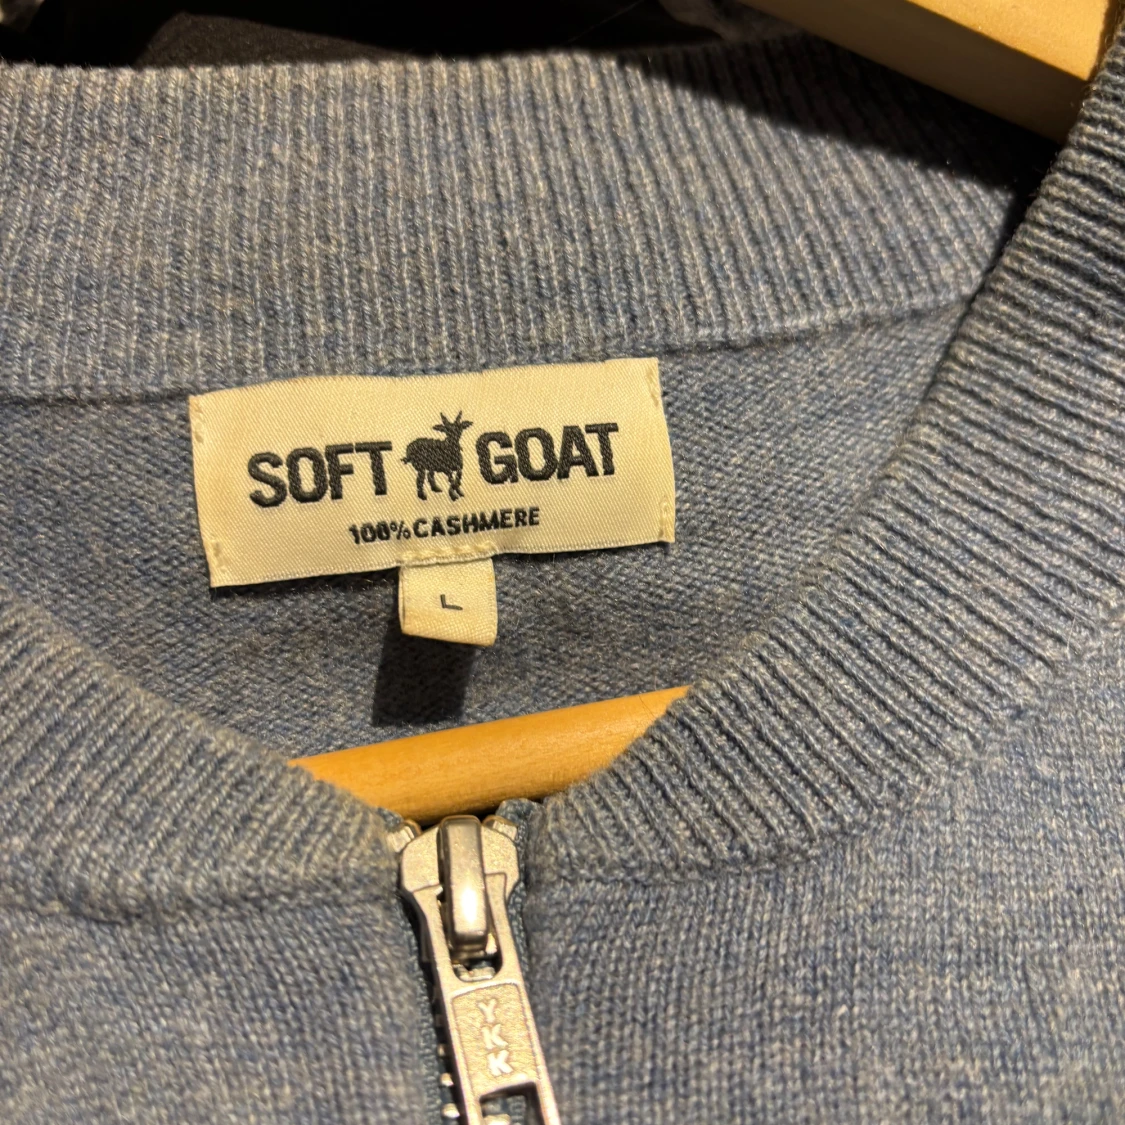 SOFT GOAT
100% CASHMERE
L
YKK